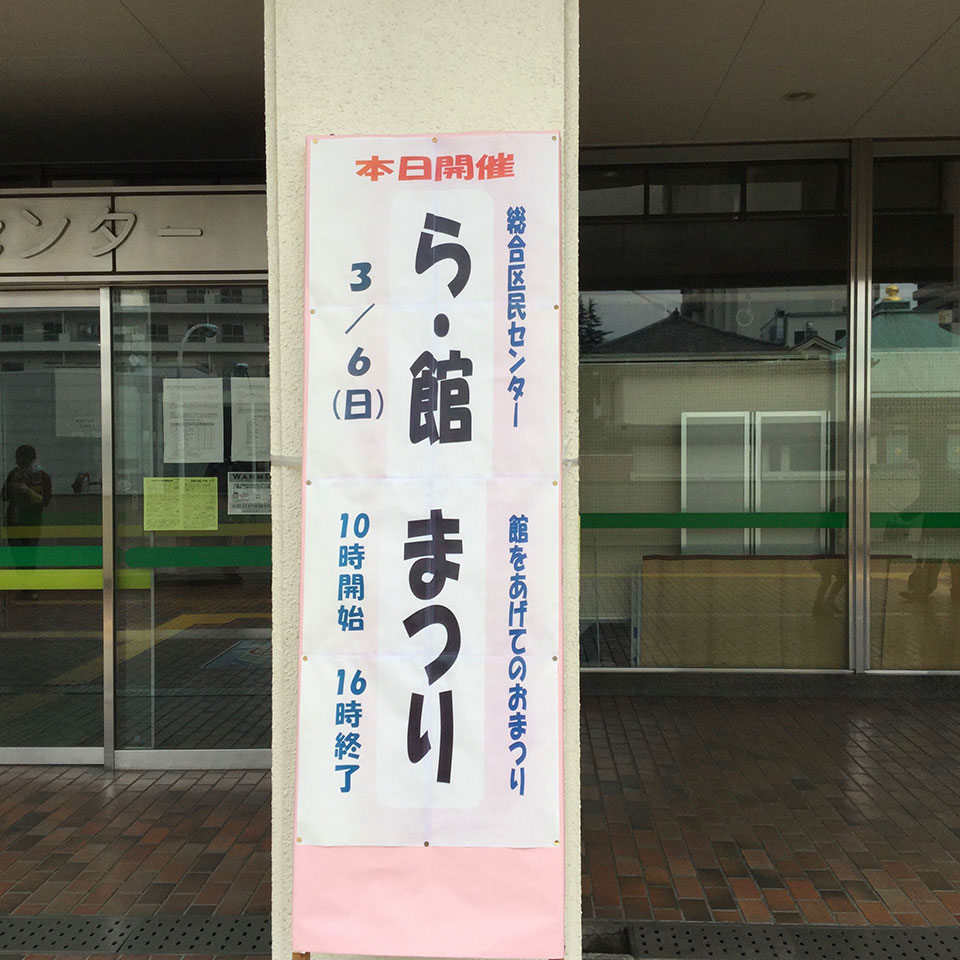 本日開催
総合区民センター 館をあげてのおまつり
ら・館 まつり
3／6(日) 10時開始 16時終了
センター
WARM